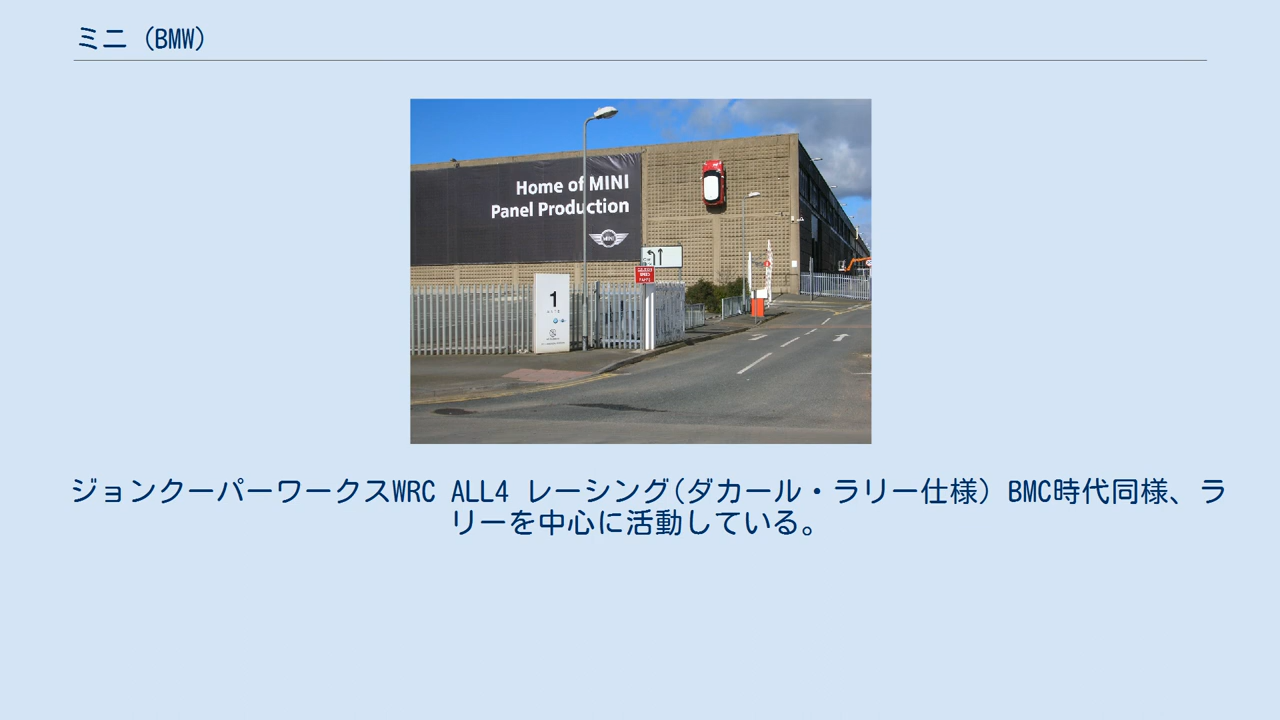 ミニ（BMW）
Home of MINI
Panel Production
MINI
1
ジョンクーパーワークスWRC ALL4 レーシング(ダカール・ラリー仕様) BMC時代同様、ラ
リーを中心に活動している。